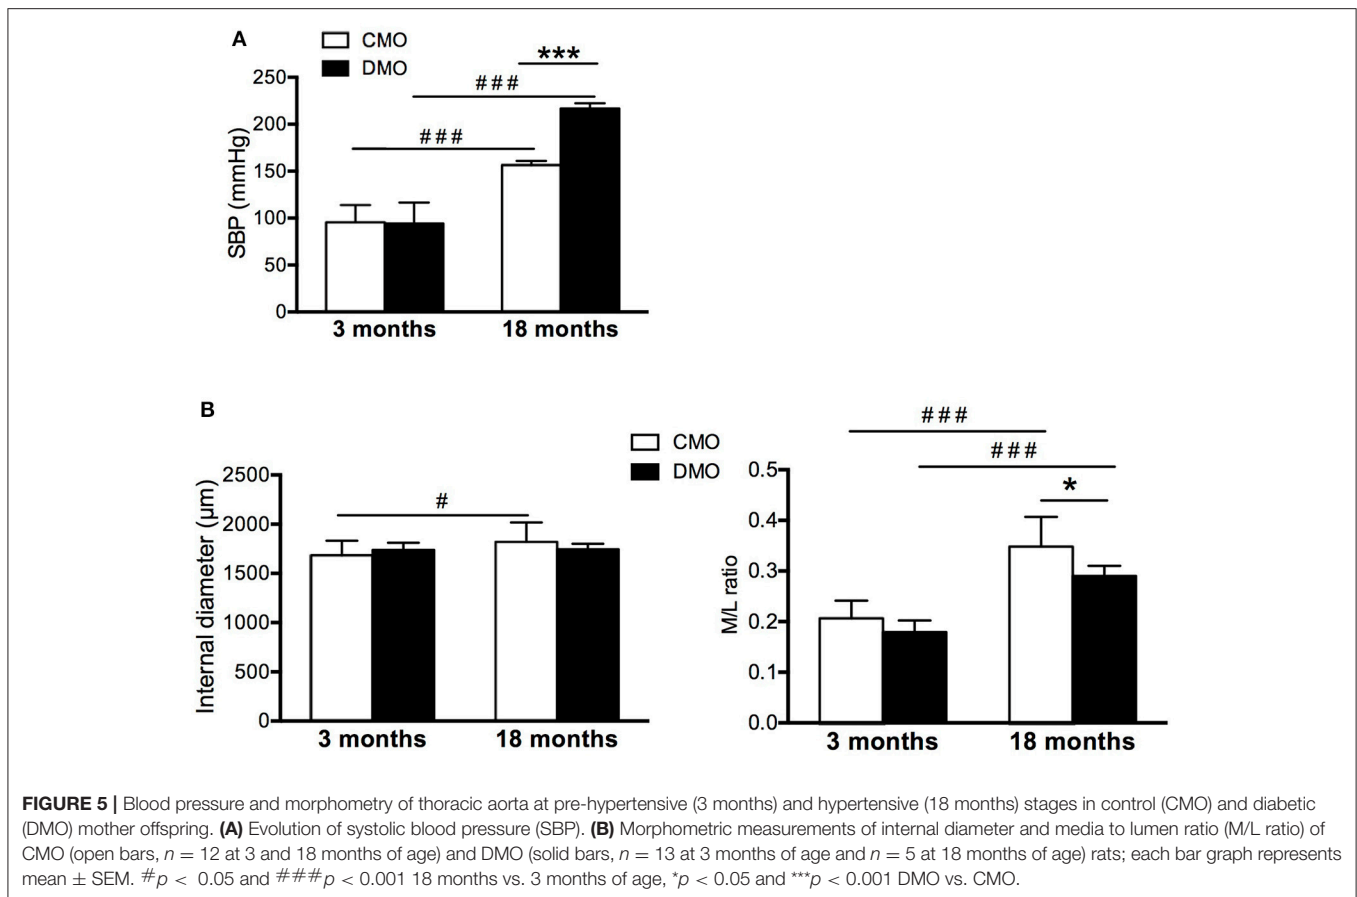 A
CMO
DMO
***
###
###
SBP (mmHg)
250
200
150
100
50
0
3 months
18 months
B
CMO
DMO
#
Internal diameter (µm)
2500
2000
1500
1000
500
0
3 months
18 months
###
###
*
M/L ratio
0.5
0.4
0.3
0.2
0.1
0.0
3 months
18 months
FIGURE 5 | Blood pressure and morphometry of thoracic aorta at pre-hypertensive (3 months) and hypertensive (18 months) stages in control (CMO) and diabetic
(DMO) mother offspring. (A) Evolution of systolic blood pressure (SBP). (B) Morphometric measurements of internal diameter and media to lumen ratio (M/L ratio) of
CMO (open bars, n = 12 at 3 and 18 months of age) and DMO (solid bars, n = 13 at 3 months of age and n = 5 at 18 months of age) rats; each bar graph represents
mean ± SEM. #p < 0.05 and ###p < 0.001 18 months vs. 3 months of age, *p < 0.05 and ***p < 0.001 DMO vs. CMO.